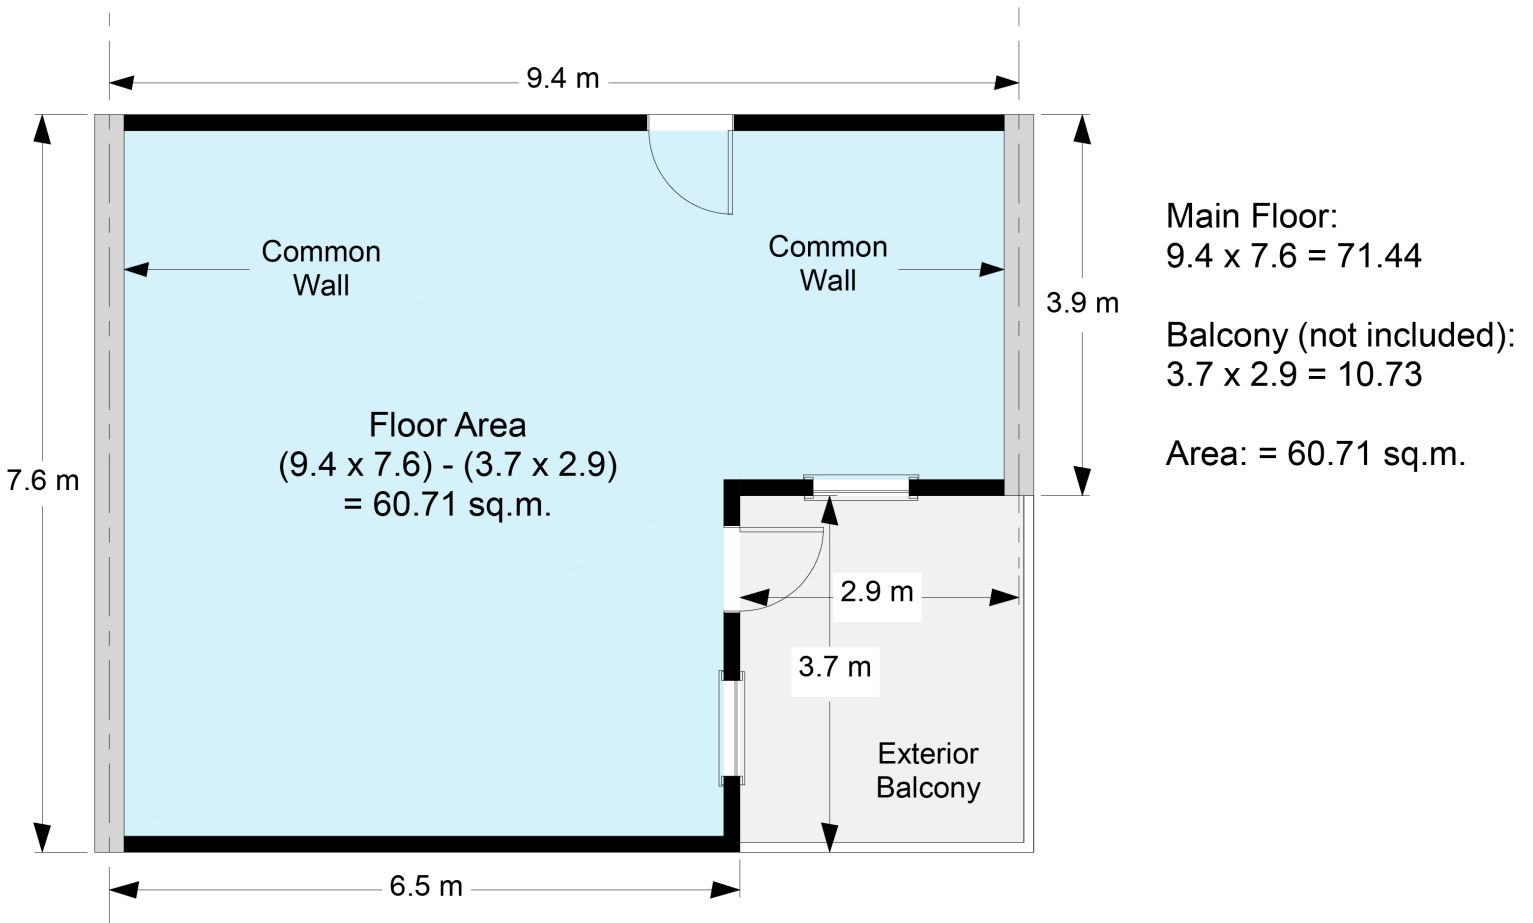 9.4 m
Common
Wall
Common
Wall
3.9 m
7.6 m
Floor Area
(9.4 x 7.6) - (3.7 x 2.9)
= 60.71 sq.m.
2.9 m
3.7 m
Exterior
Balcony
6.5 m
Main Floor:
9.4 x 7.6 = 71.44
Balcony (not included):
3.7 x 2.9 = 10.73
Area: = 60.71 sq.m.